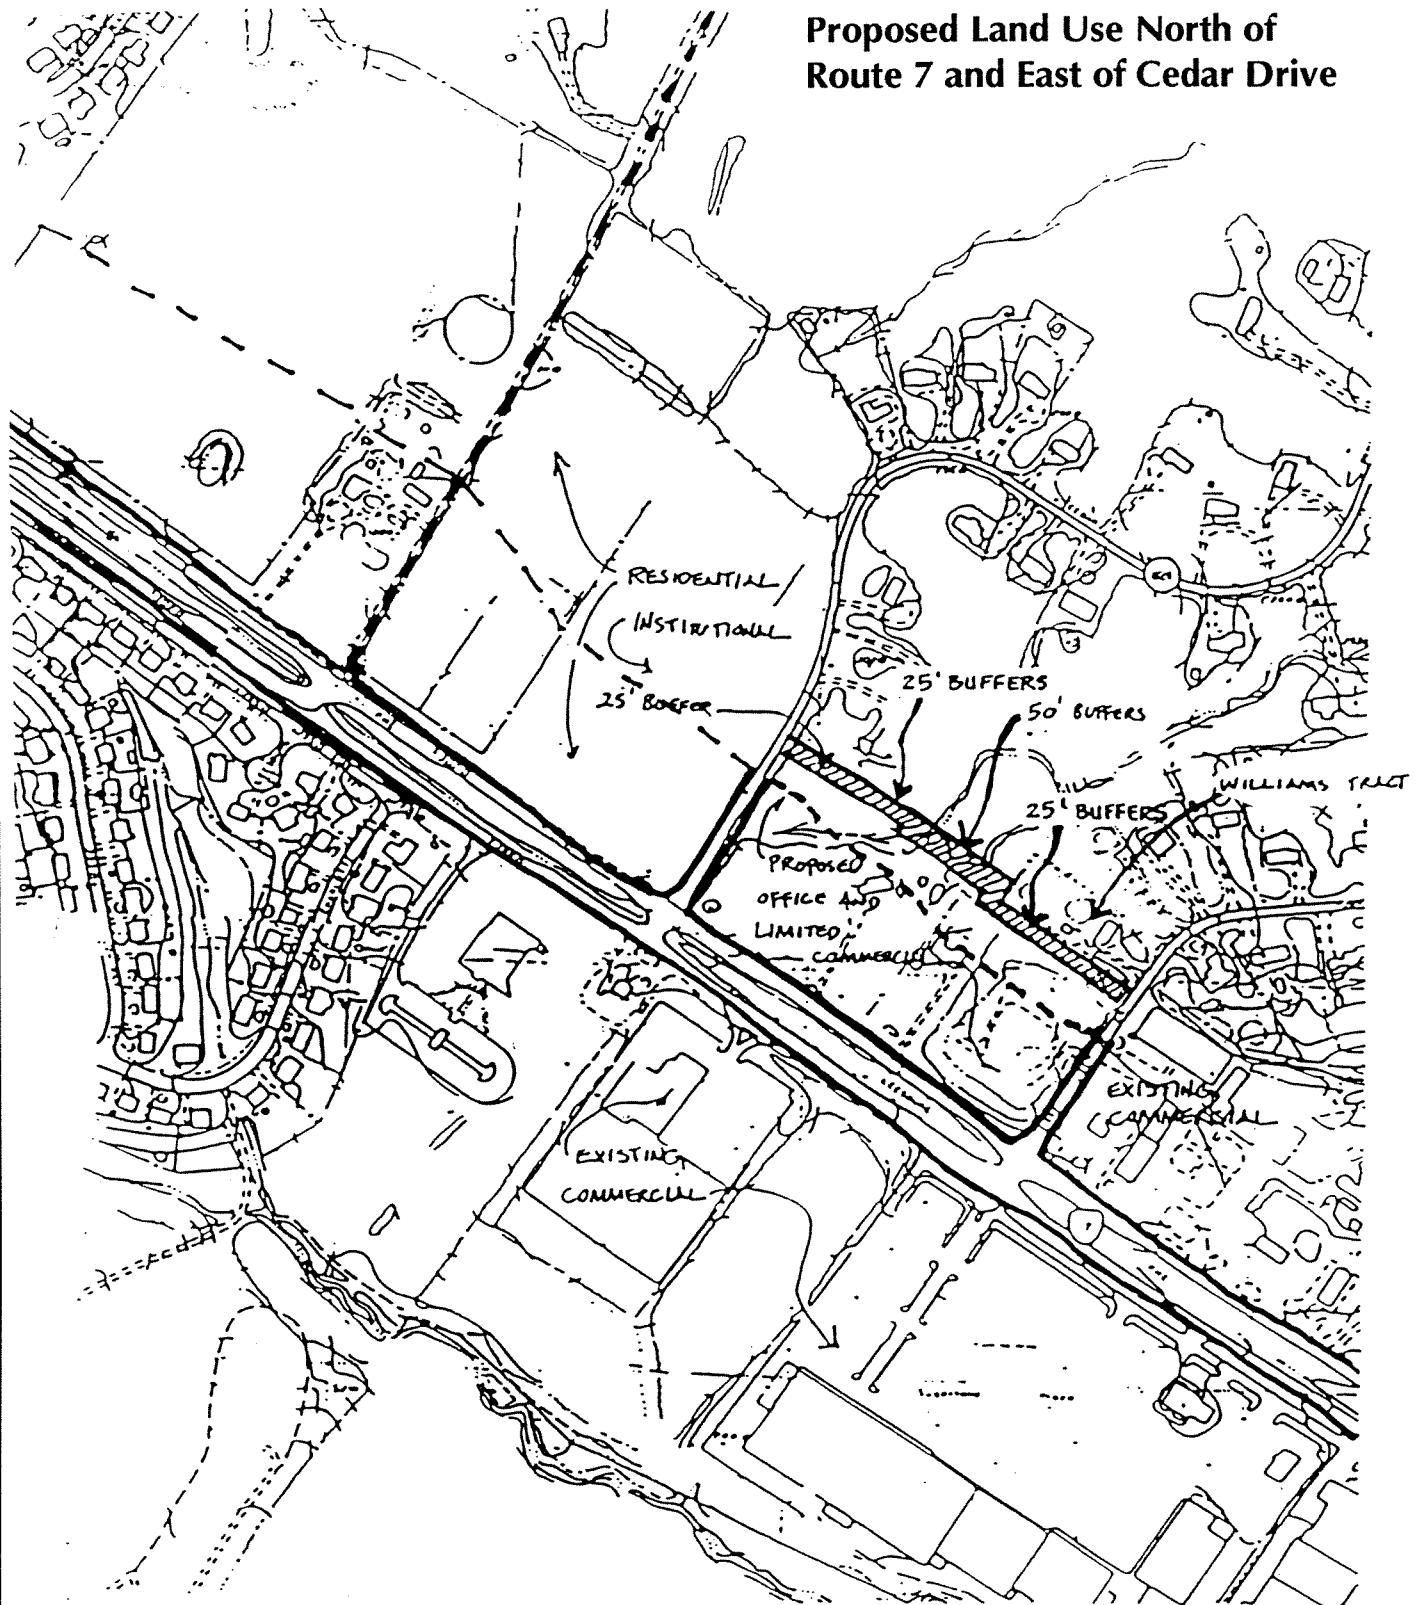 Proposed Land Use North of
Route 7 and East of Cedar Drive
RESIDENTIAL /
INSTITUTIONAL
25' BUFFER
25' BUFFERS
50' BUFFERS
WILLIAMS TRACT
25' BUFFERS
PROPOSED
OFFICE AND
LIMITED
COMMERCIAL
EXISTING
COMMERCIAL
EXISTING
COMMERCIAL
7